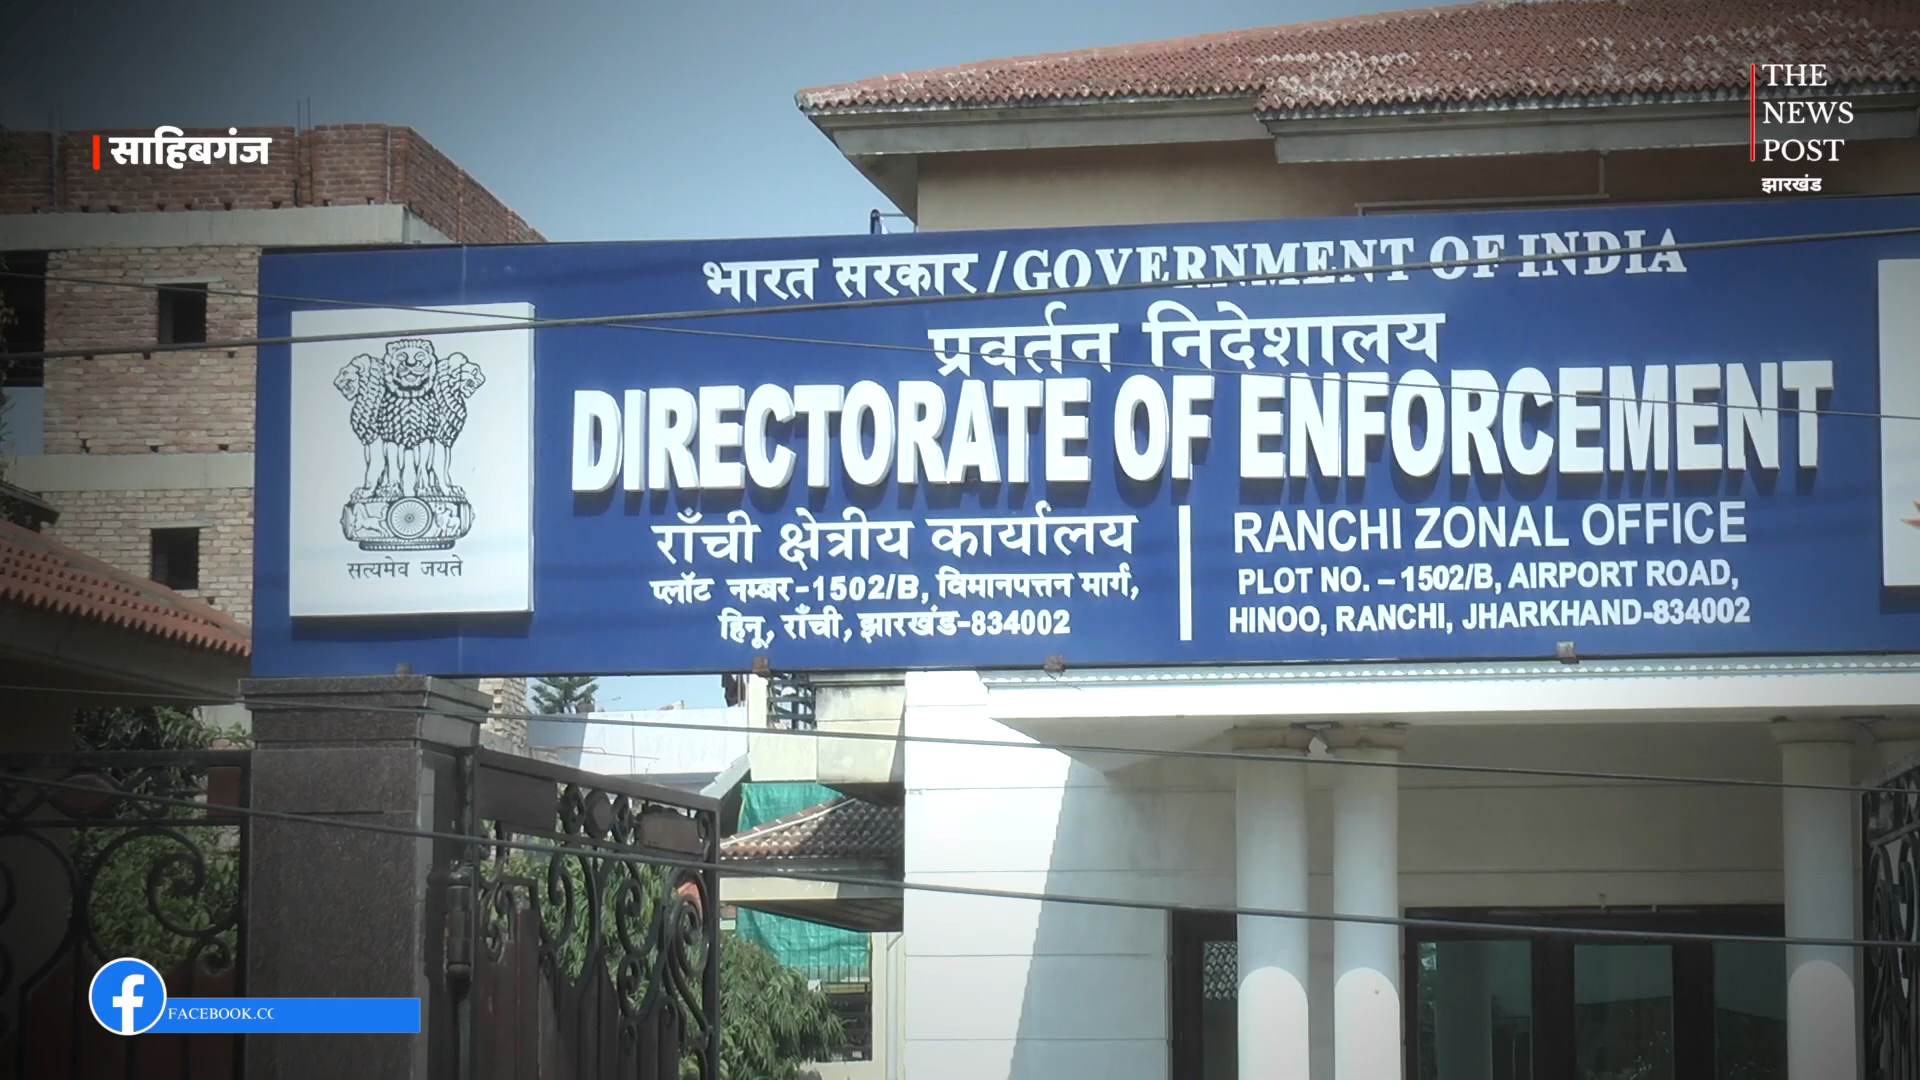 साहिबगंज
THE
NEWS
POST
झारखंड
भारत सरकार / GOVERNMENT OF INDIA
प्रवर्तन निदेशालय
DIRECTORATE OF ENFORCEMENT
सत्यमेव जयते
राँची क्षेत्रीय कार्यालय
प्लॉट नम्बर-1502/B, विमानपत्तन मार्ग,
हिनू, राँची, झारखंड-834002
RANCHI ZONAL OFFICE
PLOT NO. – 1502/B, AIRPORT ROAD,
HINOO, RANCHI, JHARKHAND-834002
FACEBOOK.CO